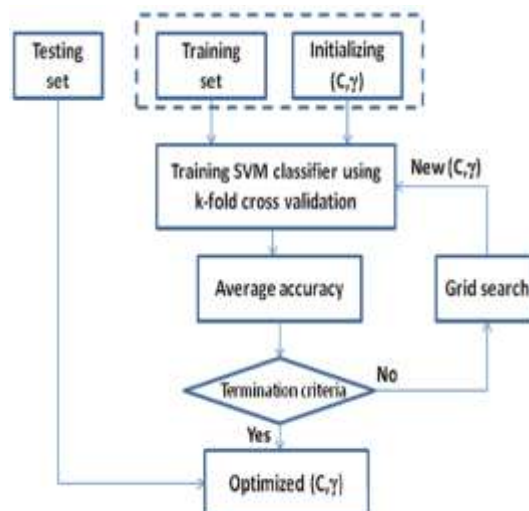 Testing
set
Training
set
Initializing
(C,γ)
Training SVM classifier using
k-fold cross validation
New (C,γ)
Average accuracy
Grid search
Termination criteria
No
Yes
Optimized (C,γ)